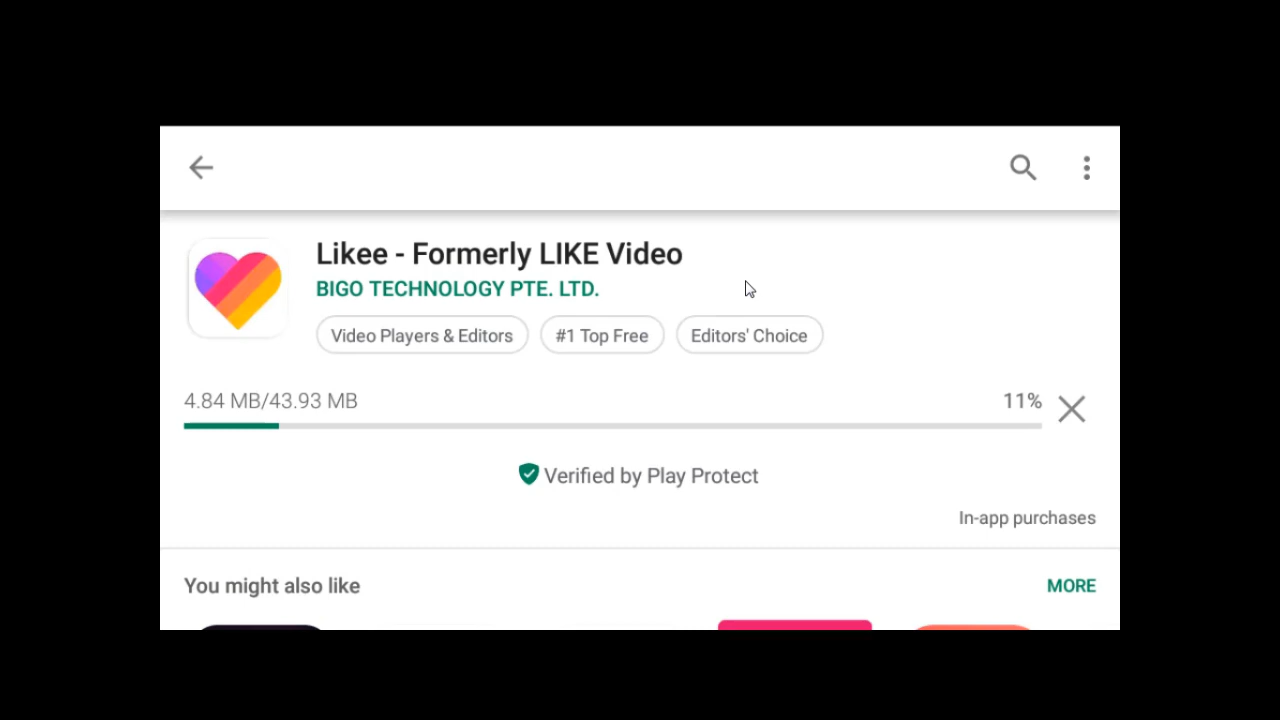 Likee - Formerly LIKE Video
BIGO TECHNOLOGY PTE. LTD.
Video Players & Editors
#1 Top Free
Editors' Choice
4.84 MB/43.93 MB
11%
Verified by Play Protect
In-app purchases
You might also like
MORE